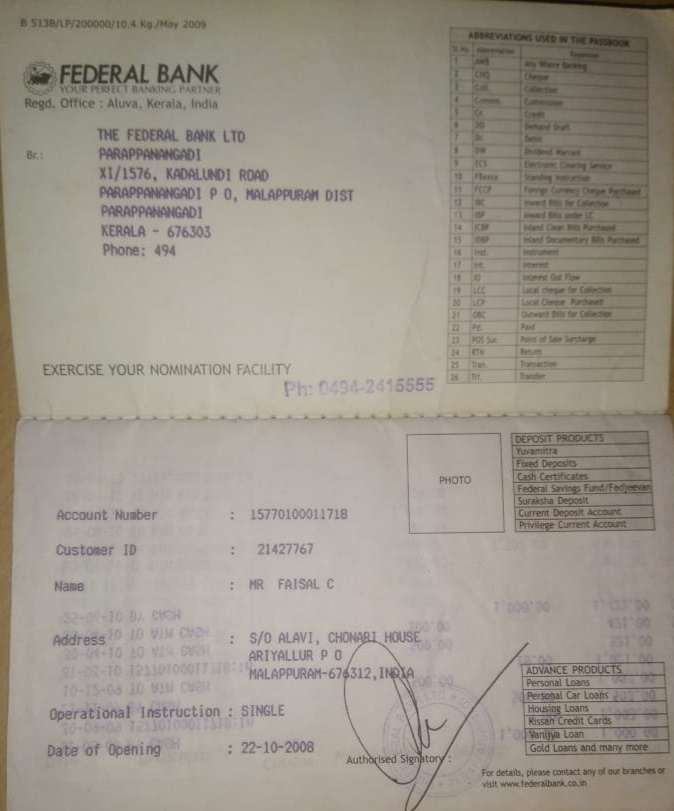 B 513B/LP/200000/10.4 Kg./May 2009
FEDERAL BANK
YOUR PERFECT BANKING PARTNER
Regd. Office : Aluva, Kerala, India
Br.:
THE FEDERAL BANK LTD
PARAPPANANGADI
XI/1576, KADALUNDI ROAD
PARAPPANANGADI P O, MALAPPURAM DIST
PARAPPANANGADI
KERALA - 676303
Phone: 494
EXERCISE YOUR NOMINATION FACILITY
Ph: 0494-2415555
ABBREVIATIONS USED IN THE PASSBOOK
Sl.No. Abbreviation Expansion
1 AWB Any Where Banking
2 CHQ Cheque
3 Coll. Collection
4 Comm. Commission
5 Cr. Credit
6 DD Demand Draft
7 Dr. Debit
8 DW Dividend Warrant
9 ECS Electronic Clearing Service
10 Standing Instruction
11 FCCP Foreign Currency Cheque Purchased
12 IBC Inward Bills for Collection
13 Inward Bills under LC
14 ICBP Inland Clean Bills Purchased
15 IDBP Inland Documentary Bills Purchased
16 Inst. Instrument
17 Int. Interest
18 IO Interest Out Flow
19 LCC Local cheque for Collection
20 LCP Local Cheque Purchased
21 OBC Outward Bills for Collection
22 Pd. Paid
23 POS Sur. Point of Sale Surcharge
24 RTN Return
25 Tran. Transaction
26 Trf. Transfer
PHOTO
DEPOSIT PRODUCTS
Yuvamitra
Fixed Deposits
Cash Certificates
Federal Savings Fund/Fedjeevan
Suraksha Deposit
Current Deposit Account
Privilege Current Account
Account Number : 15770100011718
Customer ID : 21427767
Name : MR FAISAL C
Address : S/O ALAVI, CHONARI HOUSE
ARIYALLUR P O
MALAPPURAM-676312,INDIA
Operational Instruction : SINGLE
Date of Opening : 22-10-2008
Authorised Signatory :
ADVANCE PRODUCTS
Personal Loans
Personal Car Loans
Housing Loans
Kissan Credit Cards
Vanijya Loan
Gold Loans and many more
For details, please contact any of our branches or
visit www.federalbank.co.in